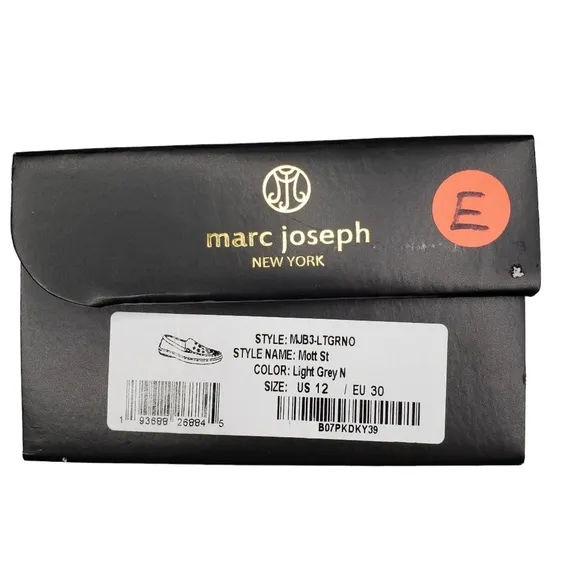 marc joseph
NEW YORK
E
STYLE: MJB3-LTGRNO
STYLE NAME: Mott St
COLOR: Light Grey N
SIZE: US 12 / EU 30
1 93688 26884 5
B07PKDKY39